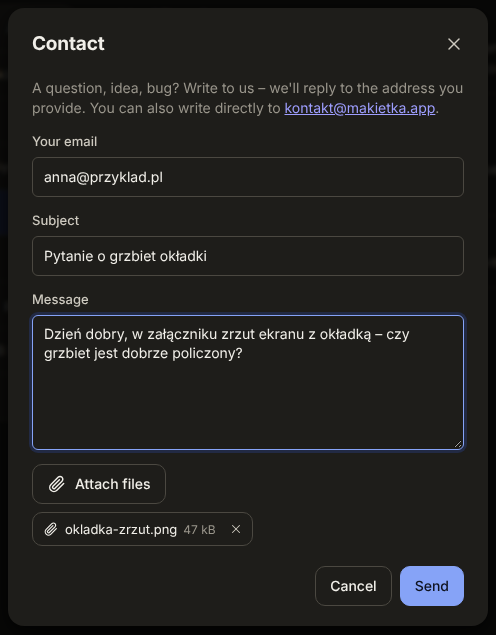 Contact
A question, idea, bug? Write to us – we'll reply to the address you
provide. You can also write directly to kontakt@makietka.app.
Your email
anna@przyklad.pl
Subject
Pytanie o grzbiet okładki
Message
Dzień dobry, w załączniku zrzut ekranu z okładką – czy
grzbiet jest dobrze policzony?
Attach files
okladka-zrzut.png 47 kB
Cancel
Send